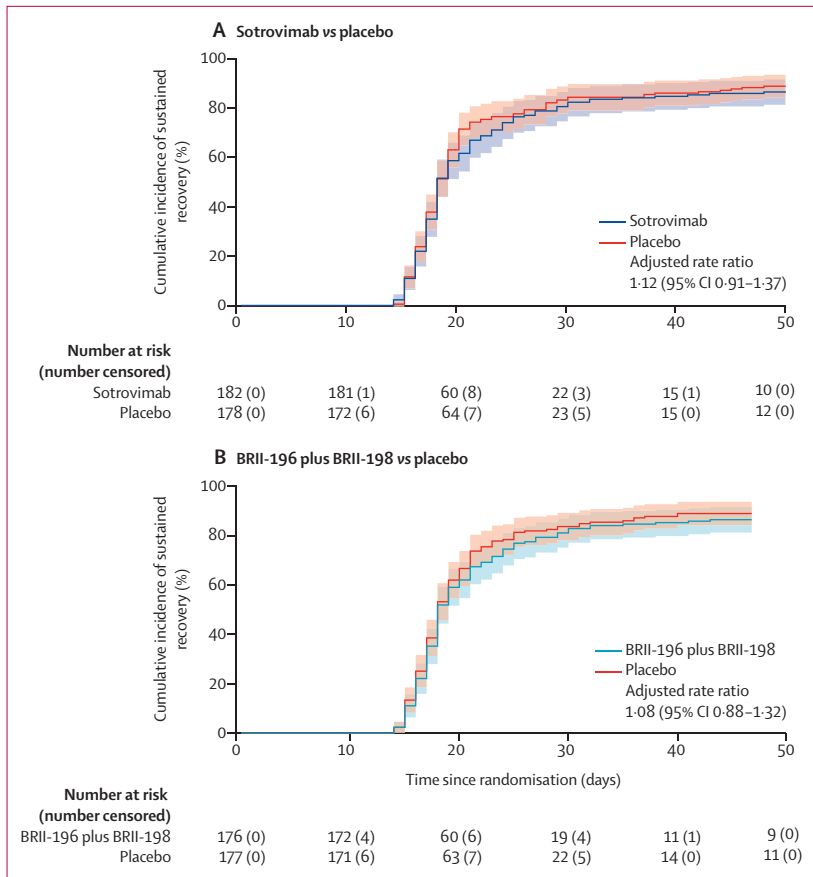 A Sotrovimab vs placebo
100
80
60
40
20
0
Cumulative incidence of sustained
recovery (%)
Sotrovimab
Placebo
Adjusted rate ratio
1·12 (95% CI 0·91–1·37)
0 10 20 30 40 50
Number at risk
(number censored)
Sotrovimab 182 (0) 181 (1) 60 (8) 22 (3) 15 (1) 10 (0)
Placebo 178 (0) 172 (6) 64 (7) 23 (5) 15 (0) 12 (0)
B BRII-196 plus BRII-198 vs placebo
100
80
60
40
20
0
Cumulative incidence of sustained
recovery (%)
BRII-196 plus BRII-198
Placebo
Adjusted rate ratio
1·08 (95% CI 0·88–1·32)
0 10 20 30 40 50
Time since randomisation (days)
Number at risk
(number censored)
BRII-196 plus BRII-198 176 (0) 172 (4) 60 (6) 19 (4) 11 (1) 9 (0)
Placebo 177 (0) 171 (6) 63 (7) 22 (5) 14 (0) 11 (0)